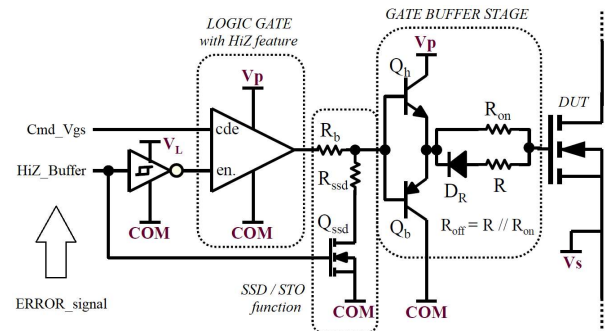 LOGIC GATE
with HiZ feature
GATE BUFFER STAGE
Vp
Vp
Qh
DUT
Cmd_Vgs
cde
Rb
Ron
VL
HiZ_Buffer
en.
Rssd
DR
R
Qssd
Qb
Roff = R // Ron
COM
COM
Vs
SSD / STO
function
COM
COM
ERROR_signal